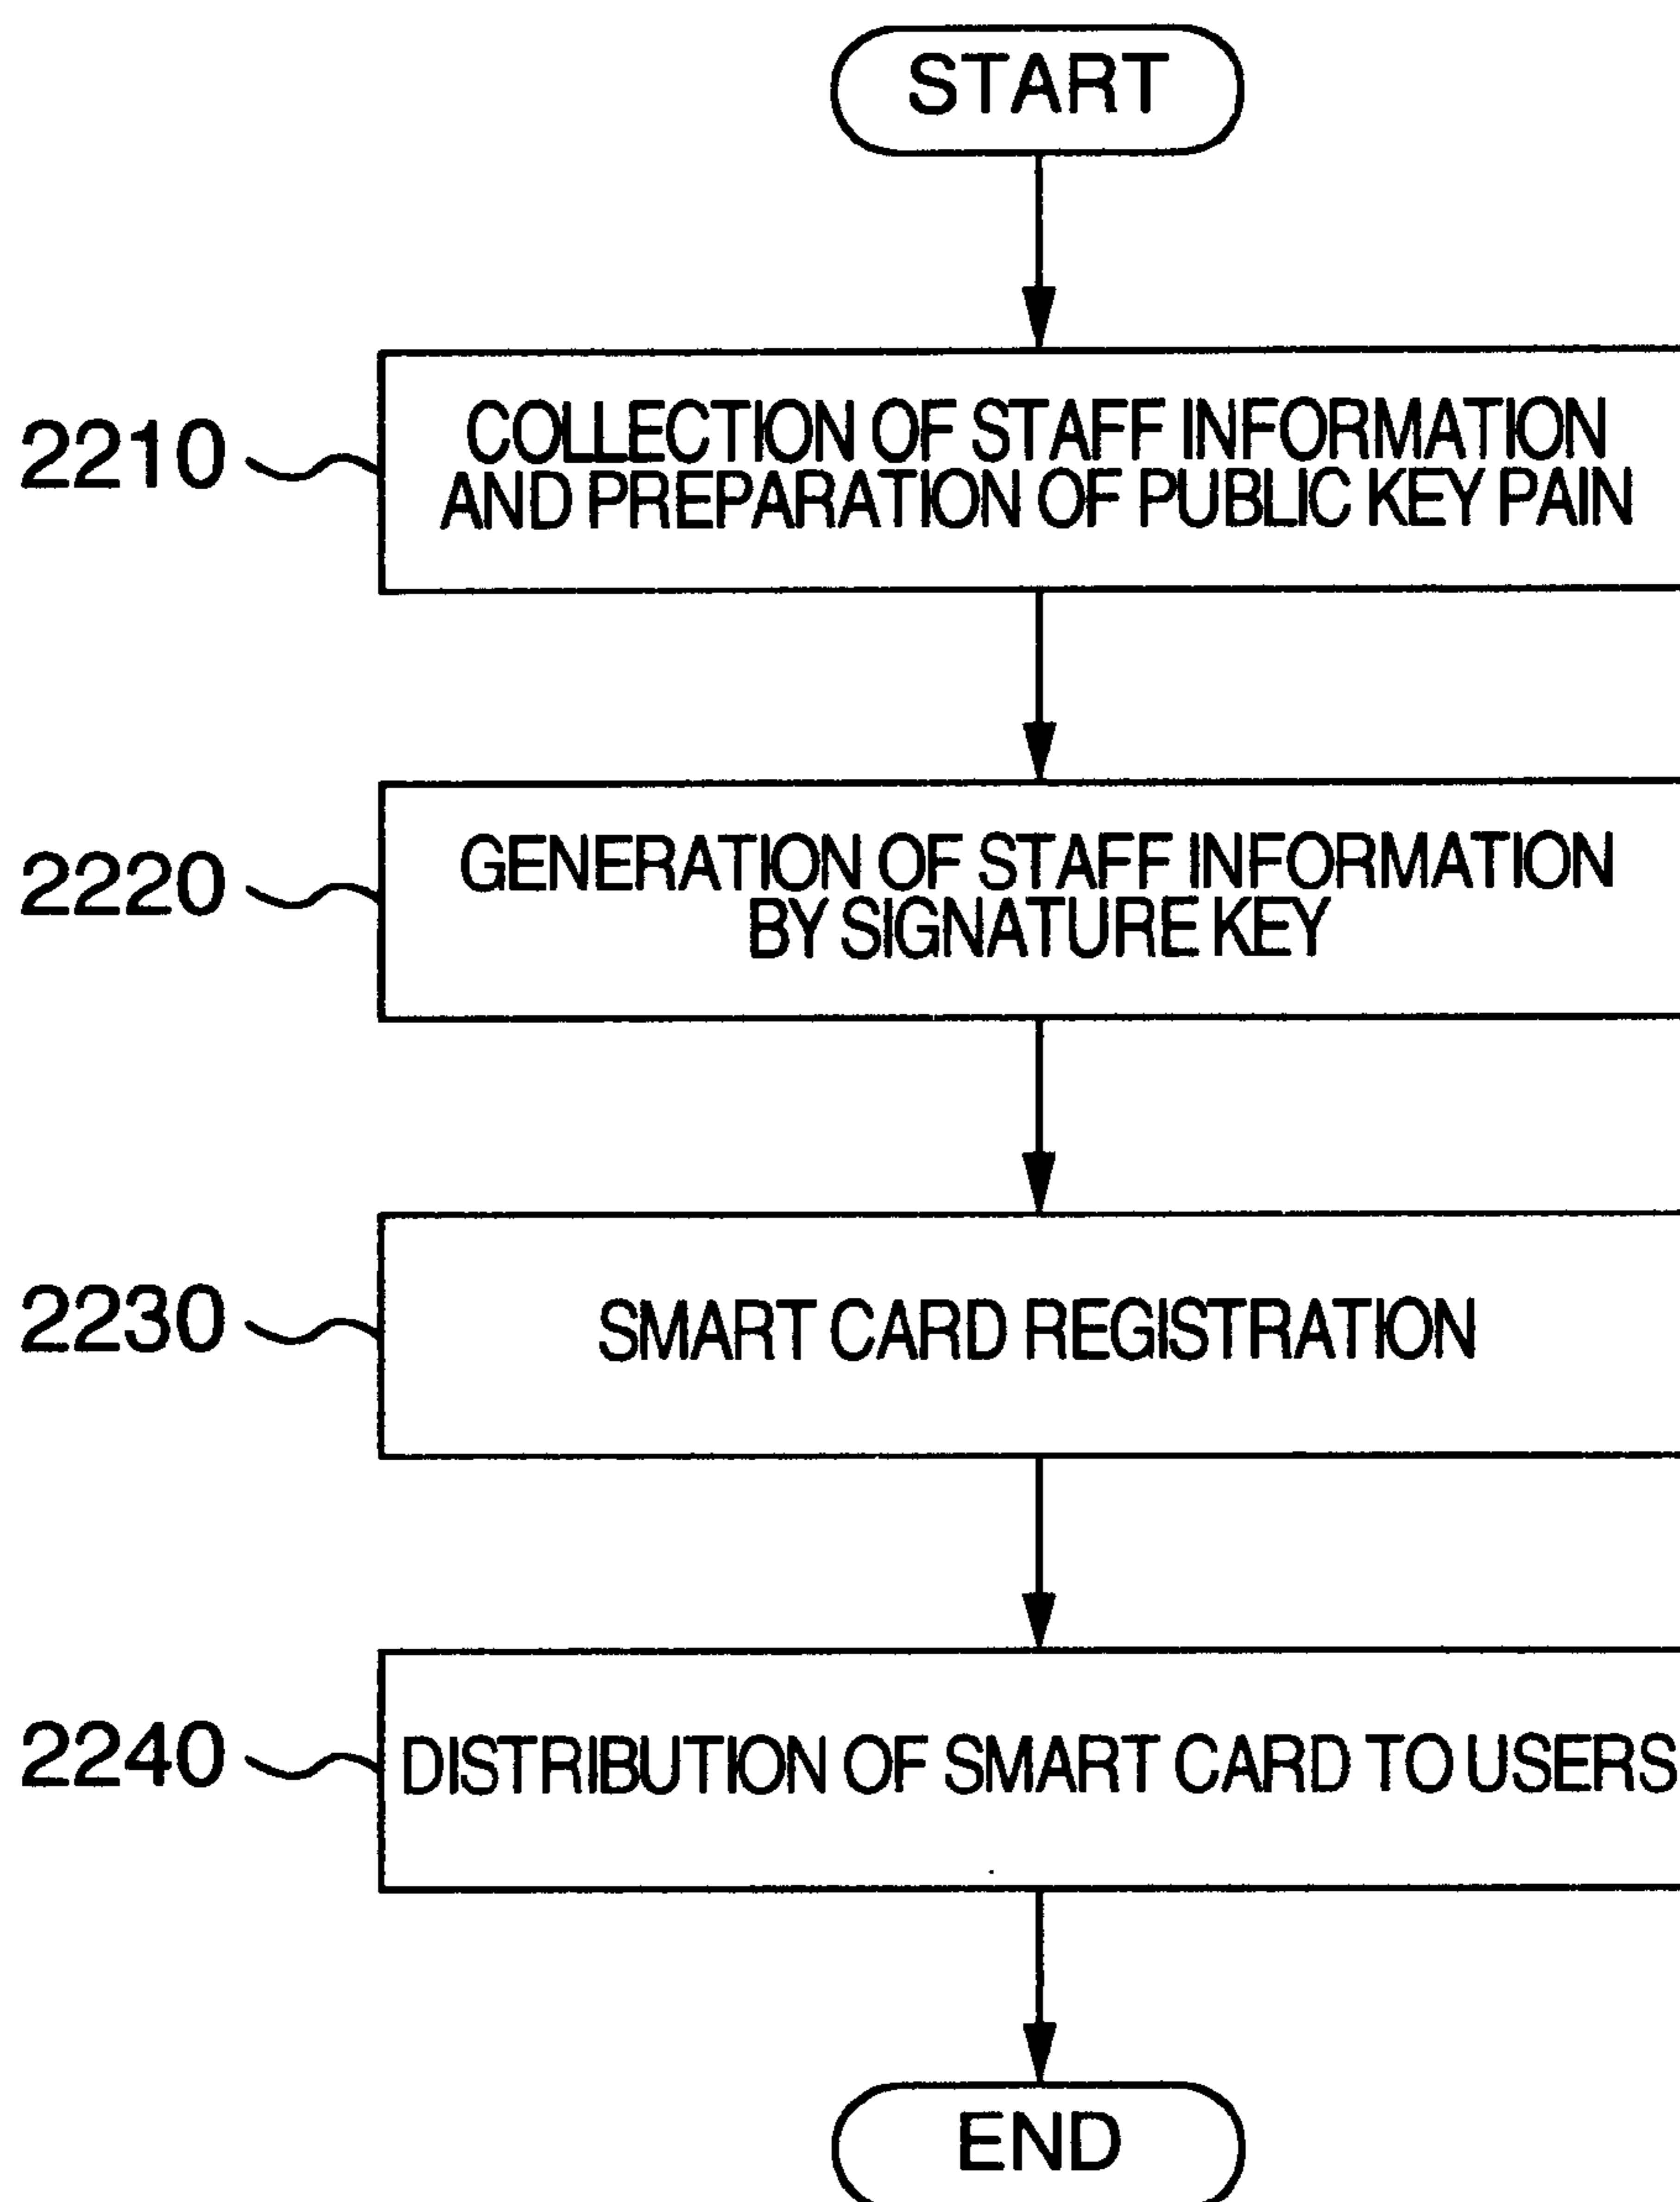 START
2210
COLLECTION OF STAFF INFORMATION
AND PREPARATION OF PUBLIC KEY PAIN
2220
GENERATION OF STAFF INFORMATION
BY SIGNATURE KEY
2230
SMART CARD REGISTRATION
2240
DISTRIBUTION OF SMART CARD TO USERS
END